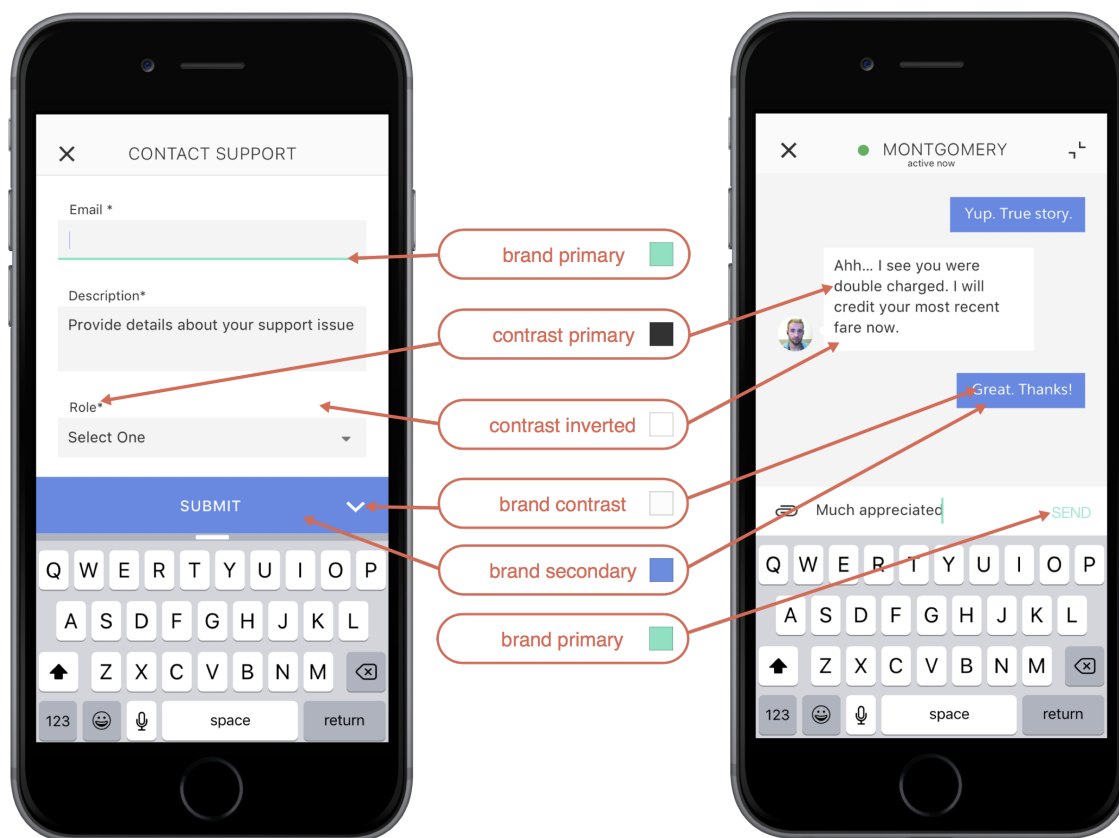 CONTACT SUPPORT
Email *
Description*
Provide details about your support issue
Role*
Select One
SUBMIT
Q W E R T Y U I O P
A S D F G H J K L
Z X C V B N M
123 space return
brand primary
contrast primary
contrast inverted
brand contrast
brand secondary
brand primary
MONTGOMERY
active now
Yup. True story.
Ahh... I see you were
double charged. I will
credit your most recent
fare now.
Great. Thanks!
Much appreciated SEND
Q W E R T Y U I O P
A S D F G H J K L
Z X C V B N M
123 space return